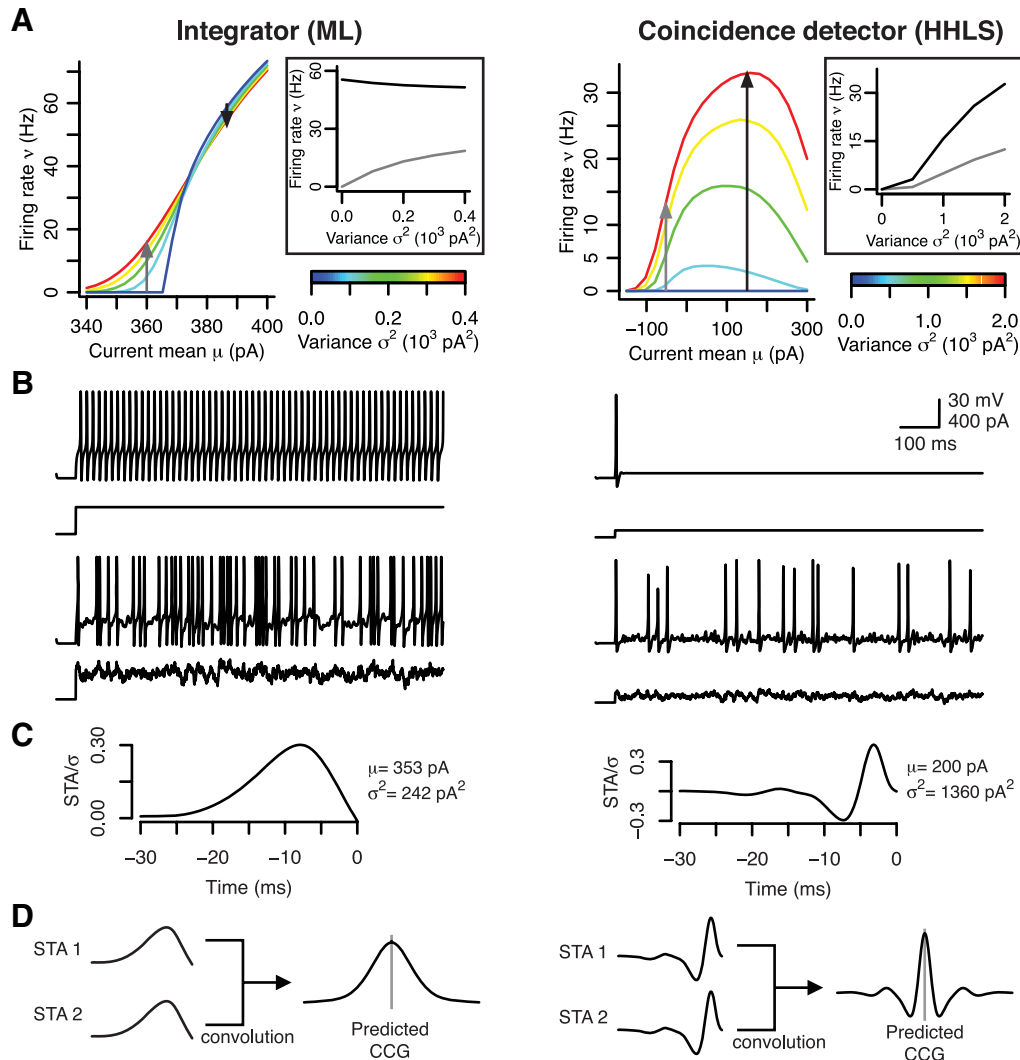 A
Integrator (ML)
Coincidence detector (HHLS)
Firing rate ν (Hz)
0
20
40
60
340
360
380
400
Current mean μ (pA)
Firing rate ν (Hz)
0
30
60
0.0
0.2
0.4
Variance σ² (10³ pA²)
0.0
0.2
0.4
Variance σ² (10³ pA²)
Firing rate ν (Hz)
0
5
10
15
20
30
−100
100
300
Current mean μ (pA)
Firing rate ν (Hz)
0
15
30
0
1
2
Variance σ² (10³ pA²)
0.0
1.0
2.0
Variance σ² (10³ pA²)
B
30 mV
400 pA
100 ms
C
STA/σ
0.00
0.30
−30
−20
−10
0
Time (ms)
μ= 353 pA
σ²= 242 pA²
STA/σ
−0.3
0.3
−30
−20
−10
0
Time (ms)
μ= 200 pA
σ²= 1360 pA²
D
STA 1
STA 2
convolution
Predicted
CCG
STA 1
STA 2
convolution
Predicted
CCG